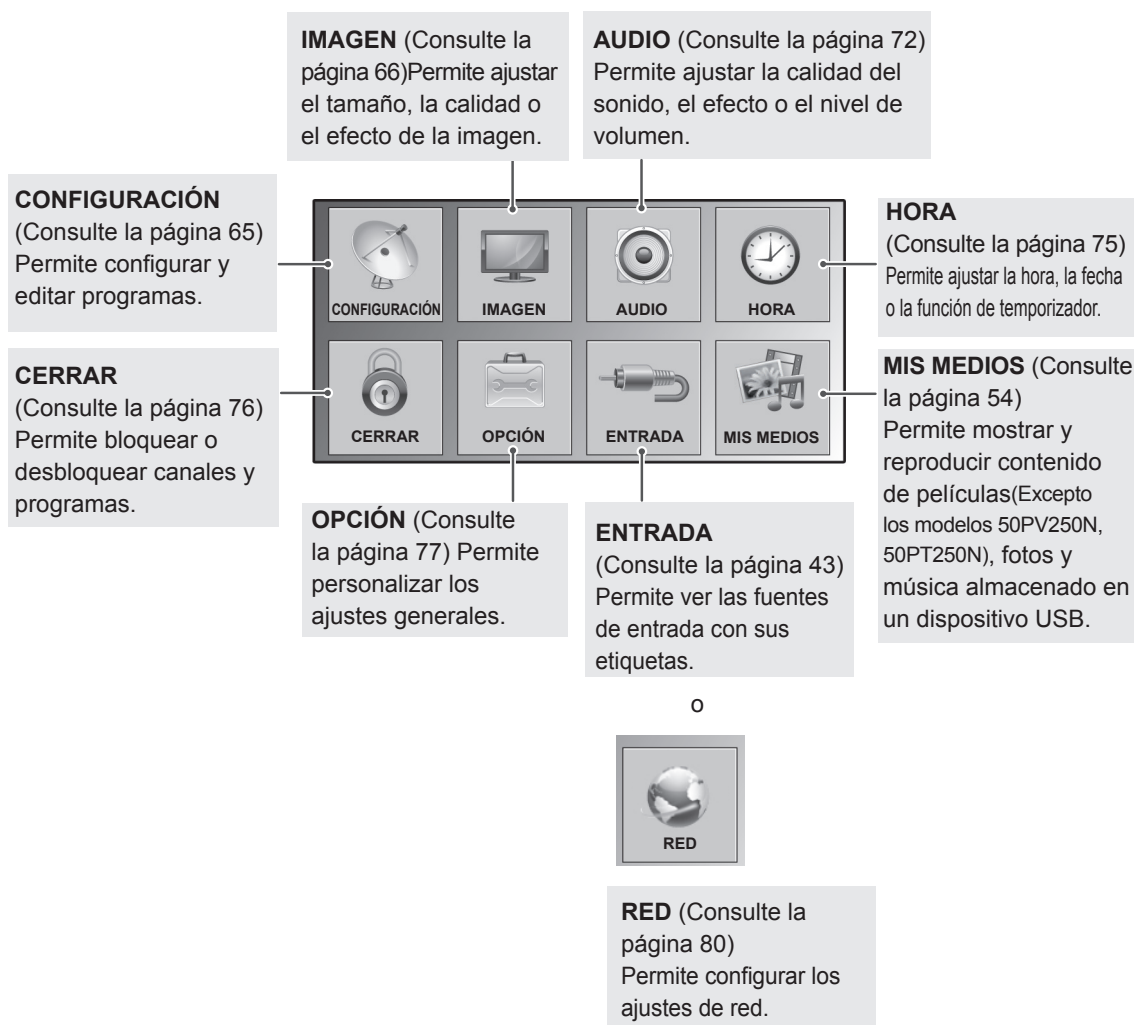 IMAGEN (Consulte la
página 66)Permite ajustar
el tamaño, la calidad o
el efecto de la imagen.
AUDIO (Consulte la página 72)
Permite ajustar la calidad del
sonido, el efecto o el nivel de
volumen.
CONFIGURACIÓN
(Consulte la página 65)
Permite configurar y
editar programas.
CONFIGURACIÓN
IMAGEN
AUDIO
HORA
HORA
(Consulte la página 75)
Permite ajustar la hora, la fecha
o la función de temporizador.
CERRAR
(Consulte la página 76)
Permite bloquear o
desbloquear canales y
programas.
CERRAR
OPCIÓN
ENTRADA
MIS MEDIOS
MIS MEDIOS (Consulte
la página 54)
Permite mostrar y
reproducir contenido
de películas(Excepto
los modelos 50PV250N,
50PT250N), fotos y
música almacenado en
un dispositivo USB.
OPCIÓN (Consulte
la página 77) Permite
personalizar los
ajustes generales.
ENTRADA
(Consulte la página 43)
Permite ver las fuentes
de entrada con sus
etiquetas.
o
RED
RED (Consulte la
página 80)
Permite configurar los
ajustes de red.